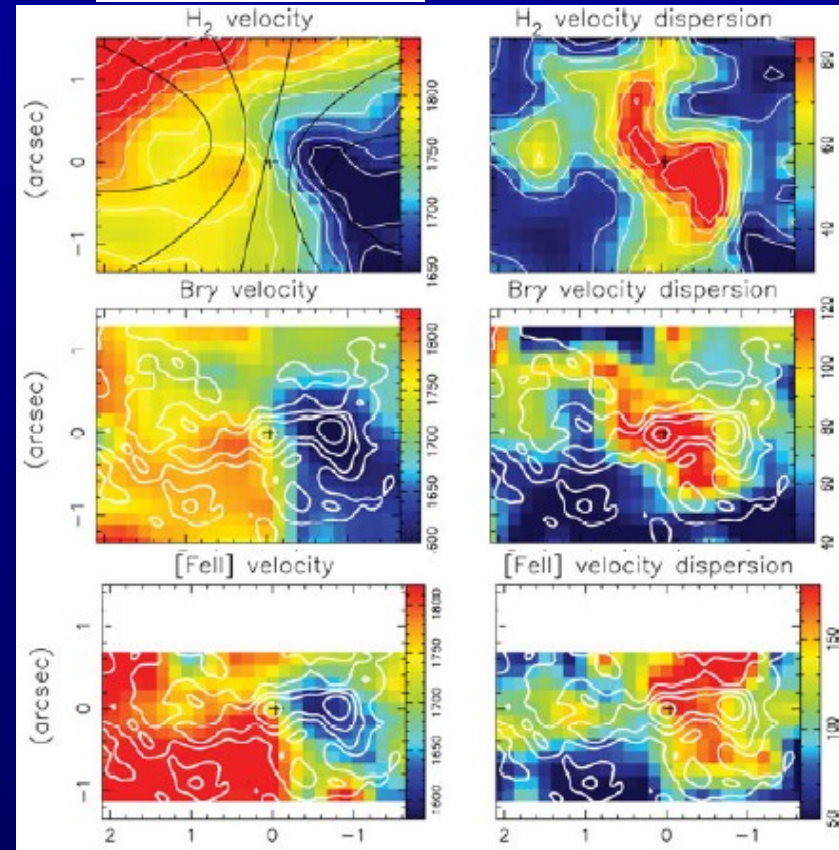 H2 velocity
H2 velocity dispersion
(arcsec)
1
0
-1
1650 1700 1750 1800
40 60 80
Brγ velocity
Brγ velocity dispersion
(arcsec)
1
0
-1
1600 1650 1700 1750 1800
40 60 80 100 120
[FeII] velocity
[FeII] velocity dispersion
(arcsec)
1
0
-1
1600 1650 1700 1750 1800
50 100 150
2 1 0 -1
2 1 0 -1